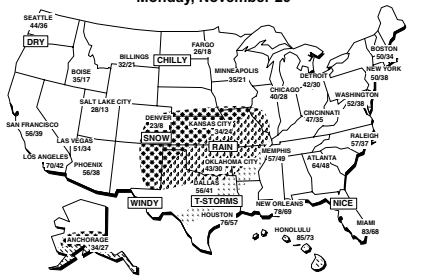 SEATTLE
44/36
DRY
BILLINGS
32/21
CHILLY
FARGO
26/18
MINNEAPOLIS
35/21
BOISE
35/17
SALT LAKE CITY
28/13
CHICAGO
40/28
DETROIT
42/30
BOSTON
50/34
NEW YORK
50/38
WASHINGTON
52/38
CINCINNATI
47/35
RALEIGH
57/37
DENVER
23/8
SNOW
KANSAS CITY
34/24
RAIN
SAN FRANCISCO
56/39
LAS VEGAS
51/34
LOS ANGELES
70/42
PHOENIX
56/38
OKLAHOMA CITY
43/30
MEMPHIS
57/49
ATLANTA
64/48
DALLAS
56/41
WINDY
T-STORMS
HOUSTON
76/57
NEW ORLEANS
78/69
NICE
MIAMI
83/68
ANCHORAGE
34/27
HONOLULU
85/73